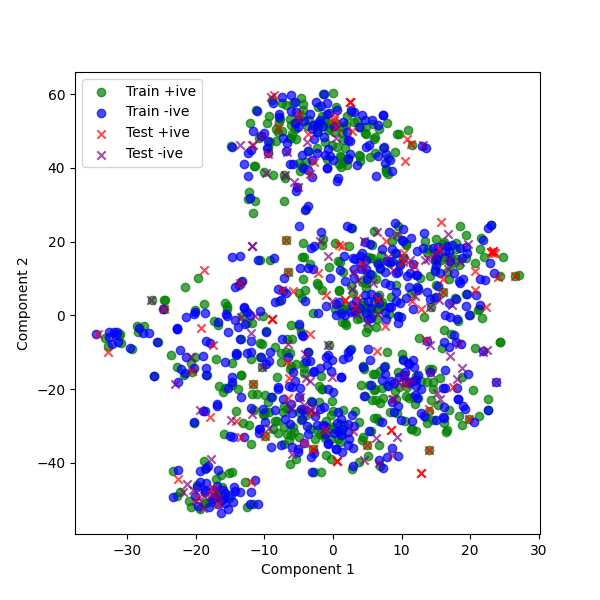 Train +ive
Train -ive
Test +ive
Test -ive
60
40
20
0
−20
−40
Component 2
−30
−20
−10
0
10
20
30
Component 1